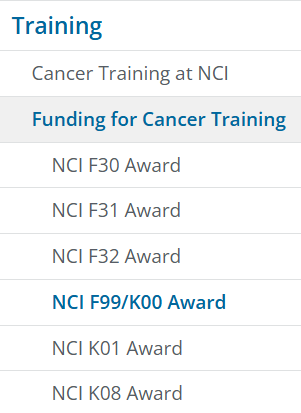 Training
Cancer Training at NCI
Funding for Cancer Training
NCI F30 Award
NCI F31 Award
NCI F32 Award
NCI F99/K00 Award
NCI K01 Award
NCI K08 Award